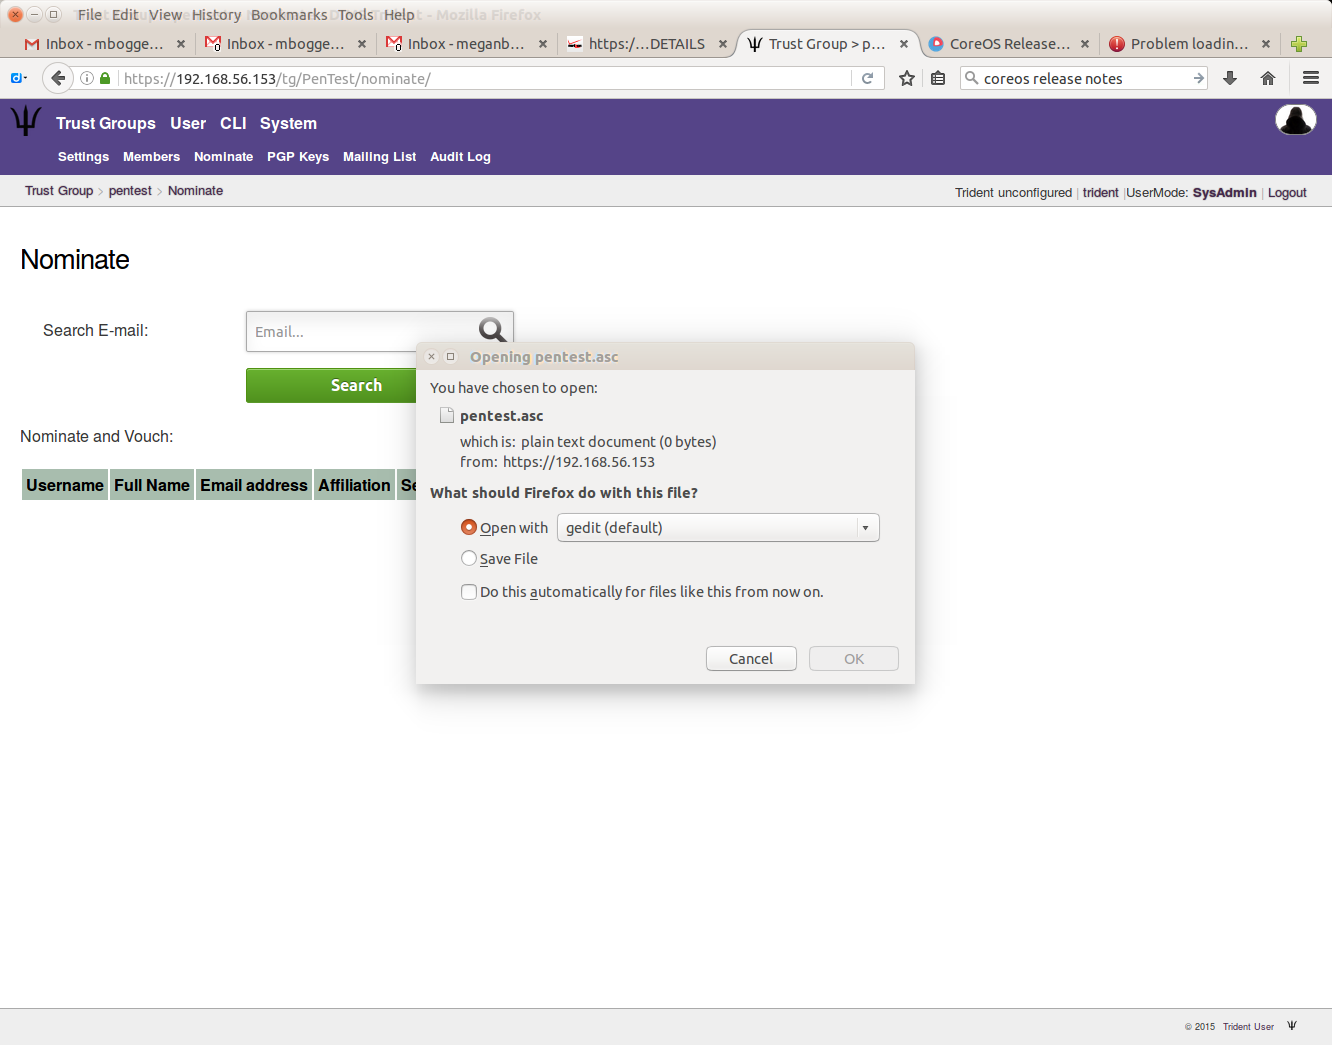 File Edit View History Bookmarks Tools Help - Mozilla Firefox
Inbox - mbogge... Inbox - mbogge... Inbox - meganb... https:/...DETAILS Trust Group > p... CoreOS Release... Problem loadin...
https://192.168.56.153/tg/PenTest/nominate/ coreos release notes
Trust Groups User CLI System
Settings Members Nominate PGP Keys Mailing List Audit Log
Trust Group > pentest > Nominate Trident unconfigured | trident |UserMode: SysAdmin | Logout
Nominate
Search E-mail: Email...
Search
Nominate and Vouch:
Username Full Name Email address Affiliation
Opening pentest.asc
You have chosen to open:
pentest.asc
which is: plain text document (0 bytes)
from: https://192.168.56.153
What should Firefox do with this file?
Open with gedit (default)
Save File
Do this automatically for files like this from now on.
Cancel OK
© 2015 Trident User